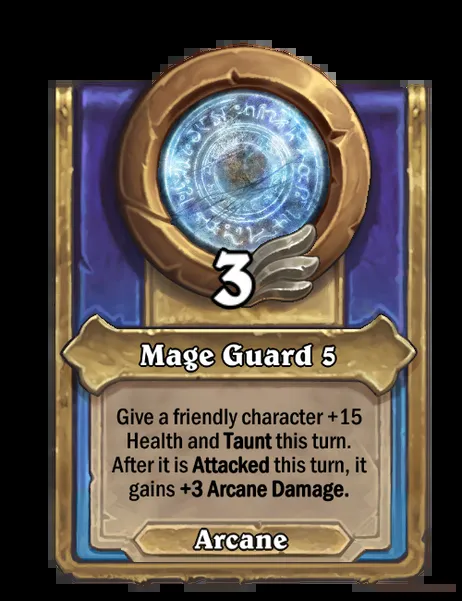 3
Mage Guard 5
Give a friendly character +15
Health and Taunt this turn.
After it is Attacked this turn, it
gains +3 Arcane Damage.
Arcane